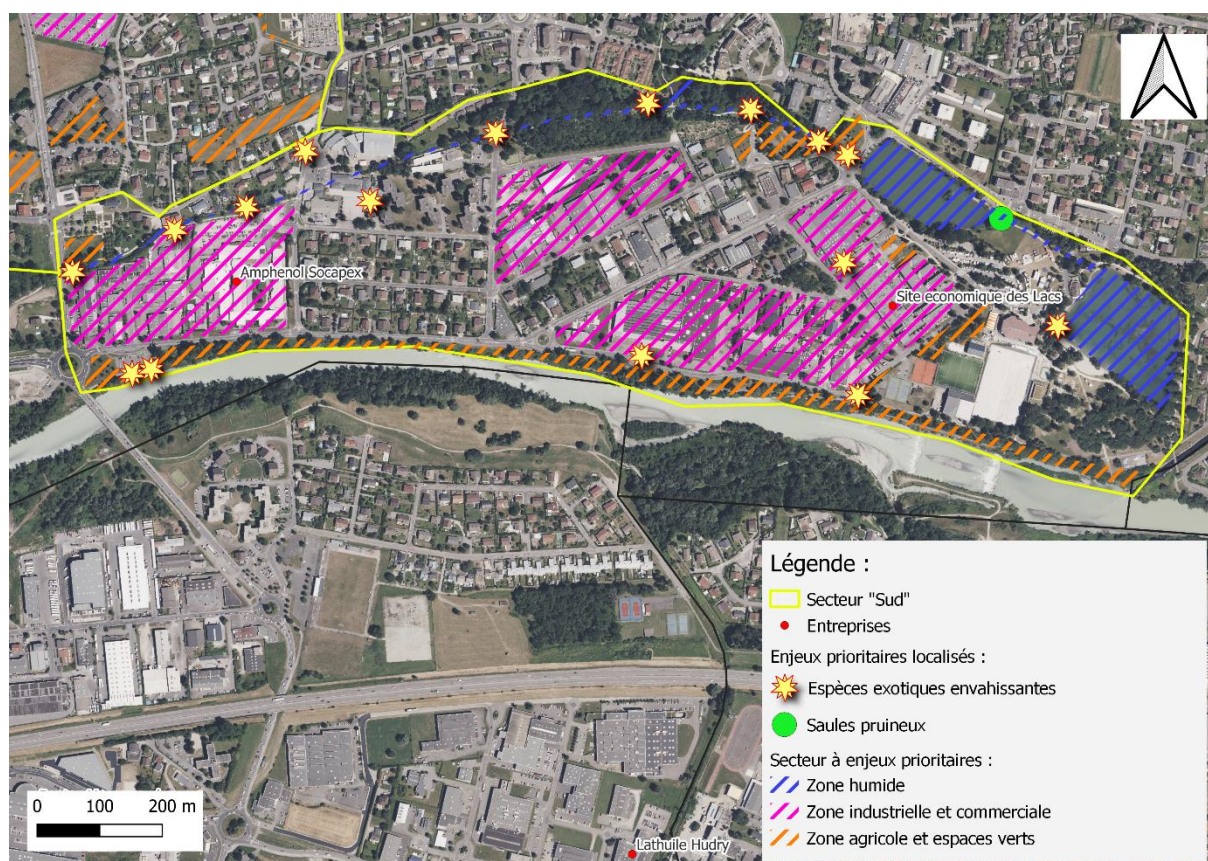 Amphenol Socapex
Site economique des Lacs
Légende :
Secteur "Sud"
Entreprises
Enjeux prioritaires localisés :
Espèces exotiques envahissantes
Saules pruineux
Secteur à enjeux prioritaires :
Zone humide
Zone industrielle et commerciale
Zone agricole et espaces verts
0 100 200 m
Lathuile Hudry